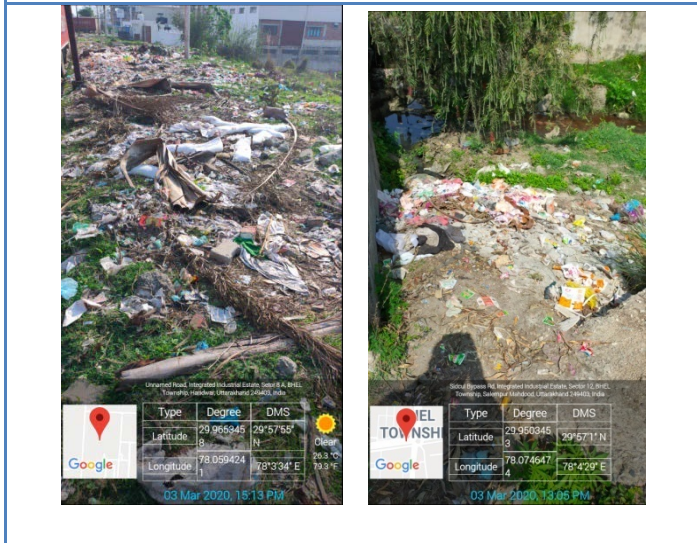 Unnamed Road, Integrated Industrial Estate, Setor 8 A, BHEL
Township, Haridwar, Uttarakhand 249403, India
Type Degree DMS
Latitude 29.965345
8 29°57'55"
N
Longitude 78.059424
1 78°3'34" E
Clear
26.3 °C
79.3 °F
Google
03 Mar 2020, 15:13 PM
Sidcul Bypass Rd, Integrated Industrial Estate, Sector 12, BHEL
Township, Salempur Mahdood, Uttarakhand 249403, India
HEL
TOWNSHI
Type Degree DMS
Latitude 29.950345
3 29°57'1" N
Longitude 78.074647
4 78°4'29" E
Google
03 Mar 2020, 13:05 PM